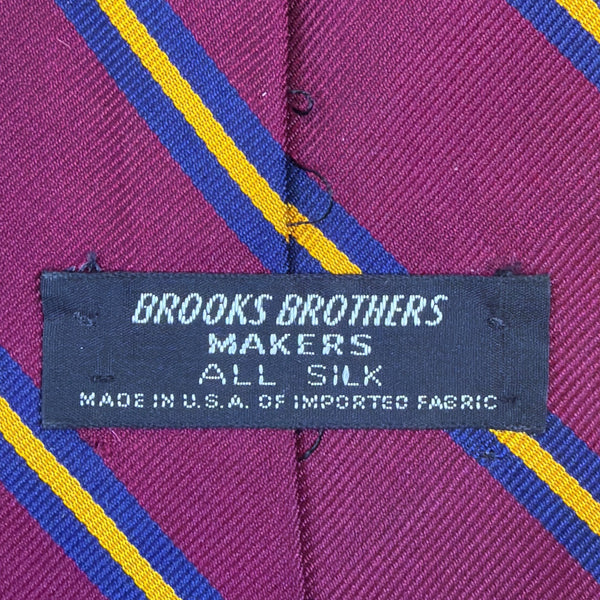 BROOKS BROTHERS
MAKERS
ALL SILK
MADE IN U.S.A. OF IMPORTED FABRIC